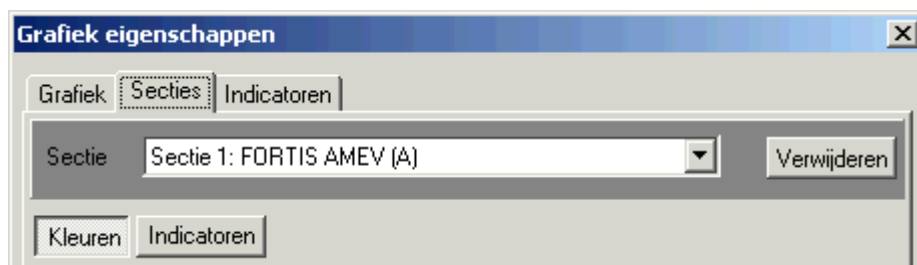 Grafiek eigenschappen
Grafiek Secties Indicatoren
Sectie Sectie 1: FORTIS AMEV (A) Verwijderen
Kleuren Indicatoren